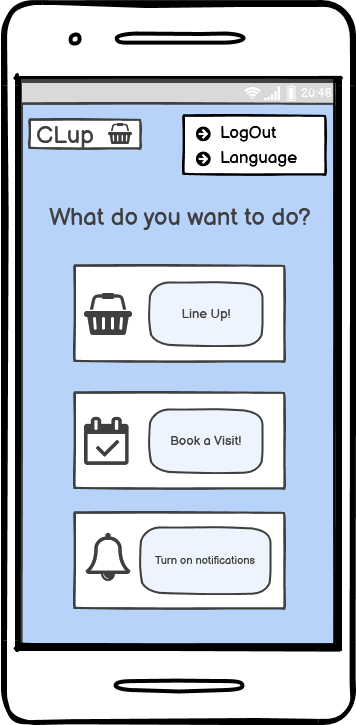 20:48
CLup
LogOut
Language
What do you want to do?
Line Up!
Book a Visit!
Turn on notifications